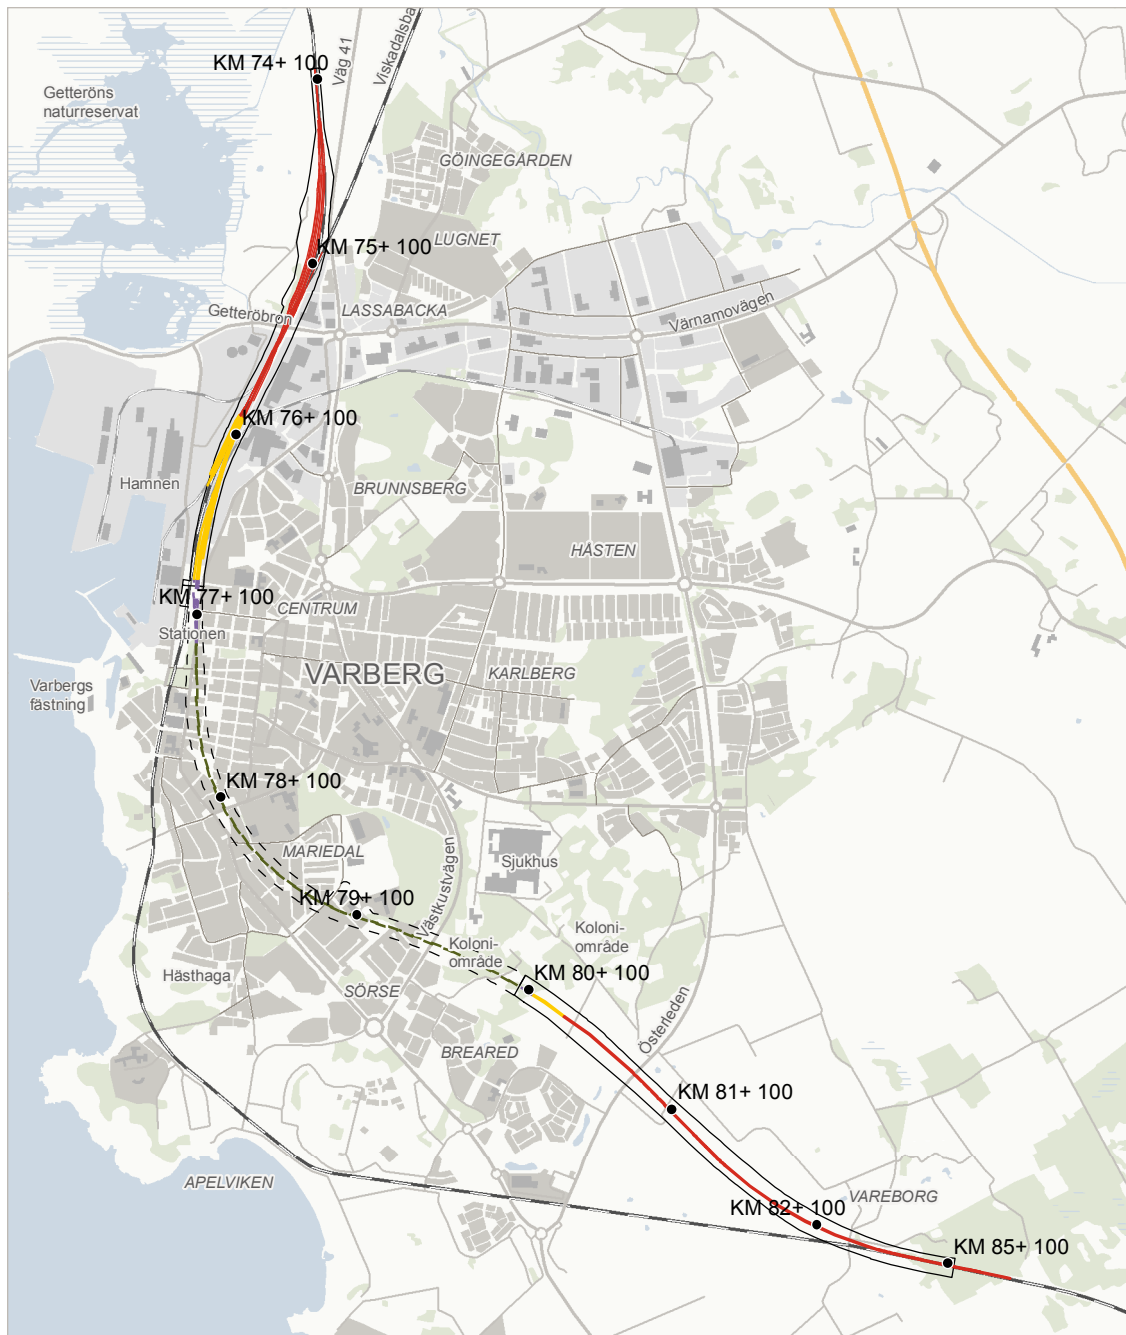 KM 74+ 100
Väg 41
Viskadalsba
Getteröns
naturreservat
GÖINGEGÅRDEN
LUGNET
KM 75+ 100
Getteröbron
LASSABACKA
Värnamovägen
KM 76+ 100
Hamnen
BRUNNSBERG
HÅSTEN
KM 77+ 100
CENTRUM
Stationen
VARBERG
KARLBERG
Varbergs
fästning
KM 78+ 100
MARIEDAL
Västkustvägen
Sjukhus
KM 79+ 100
Koloni-
område
Koloni-
område
Hästhaga
KM 80+ 100
SÖRSE
Österleden
BREARED
KM 81+ 100
APELVIKEN
VAREBORG
KM 82+ 100
KM 85+ 100